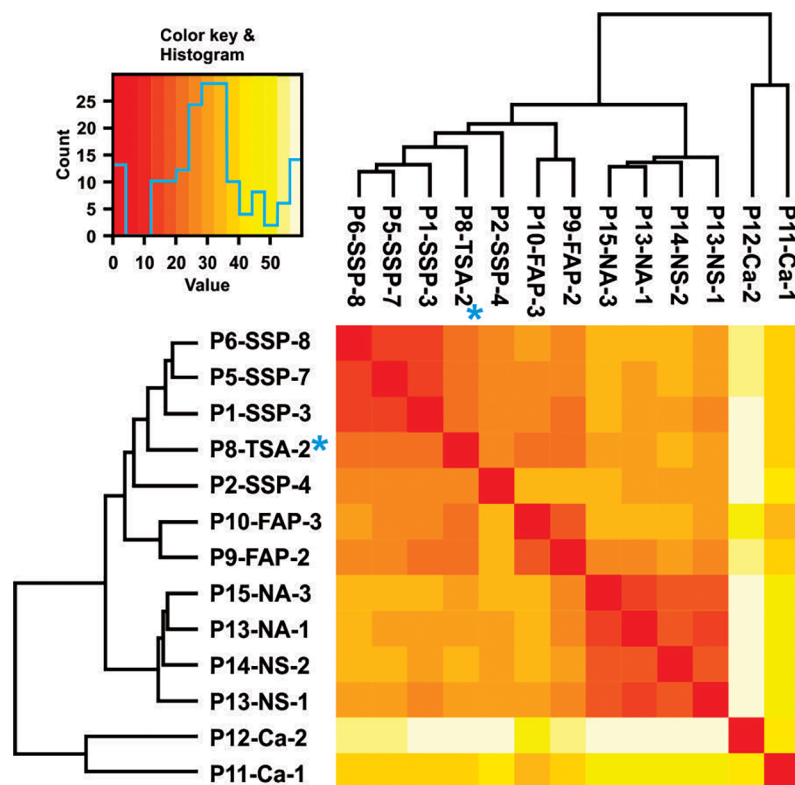 Color key &
Histogram
Count
25
20
15
10
5
0
0 10 20 30 40 50
Value
P6-SSP-8
P5-SSP-7
P1-SSP-3
P8-TSA-2*
P2-SSP-4
P10-FAP-3
P9-FAP-2
P15-NA-3
P13-NA-1
P14-NS-2
P13-NS-1
P12-Ca-2
P11-Ca-1
P6-SSP-8
P5-SSP-7
P1-SSP-3
P8-TSA-2*
P2-SSP-4
P10-FAP-3
P9-FAP-2
P15-NA-3
P13-NA-1
P14-NS-2
P13-NS-1
P12-Ca-2
P11-Ca-1